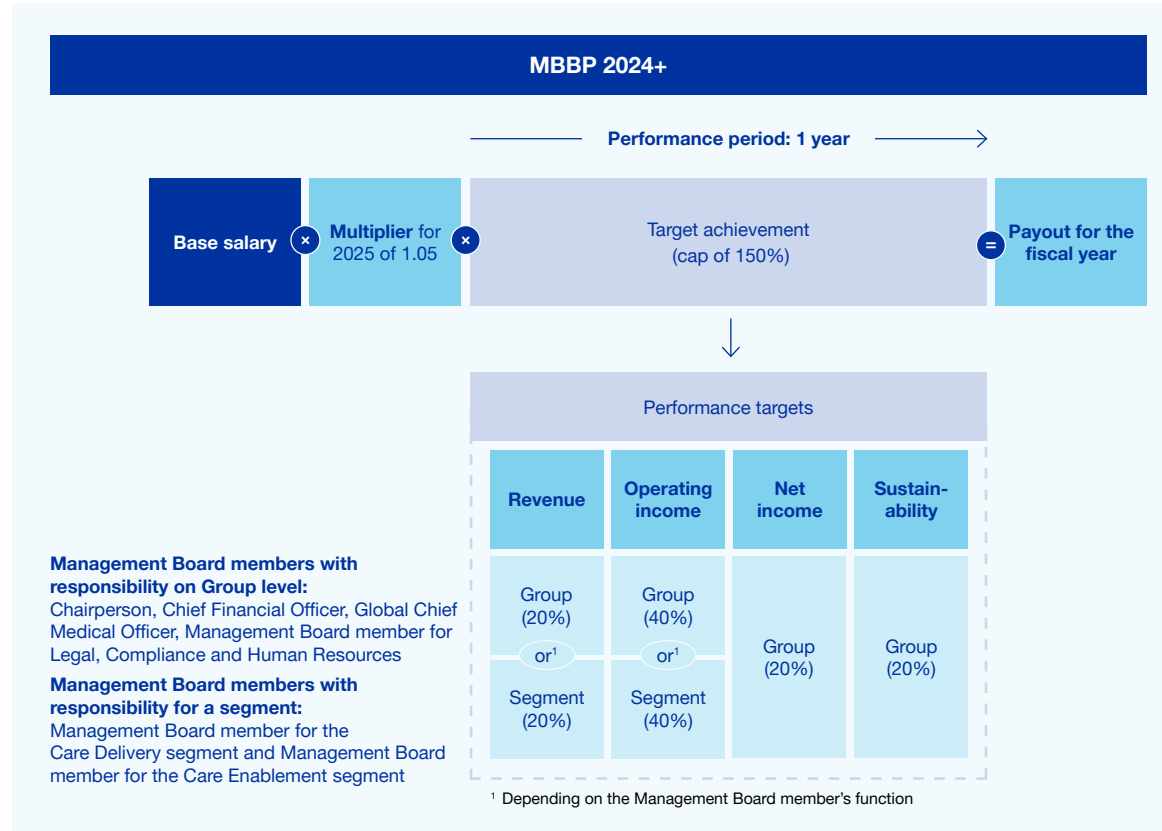 MBBP 2024+
Performance period: 1 year
Base salary
×
Multiplier for
2025 of 1.05
×
Target achievement
(cap of 150%)
=
Payout for the
fiscal year
Performance targets
Revenue
Operating
income
Net
income
Sustain-
ability
Management Board members with
responsibility on Group level:
Chairperson, Chief Financial Officer, Global Chief
Medical Officer, Management Board member for
Legal, Compliance and Human Resources
Management Board members with
responsibility for a segment:
Management Board member for the
Care Delivery segment and Management Board
member for the Care Enablement segment
Group
(20%)
or¹
Segment
(20%)
Group
(40%)
or¹
Segment
(40%)
Group
(20%)
Group
(20%)
¹ Depending on the Management Board member’s function